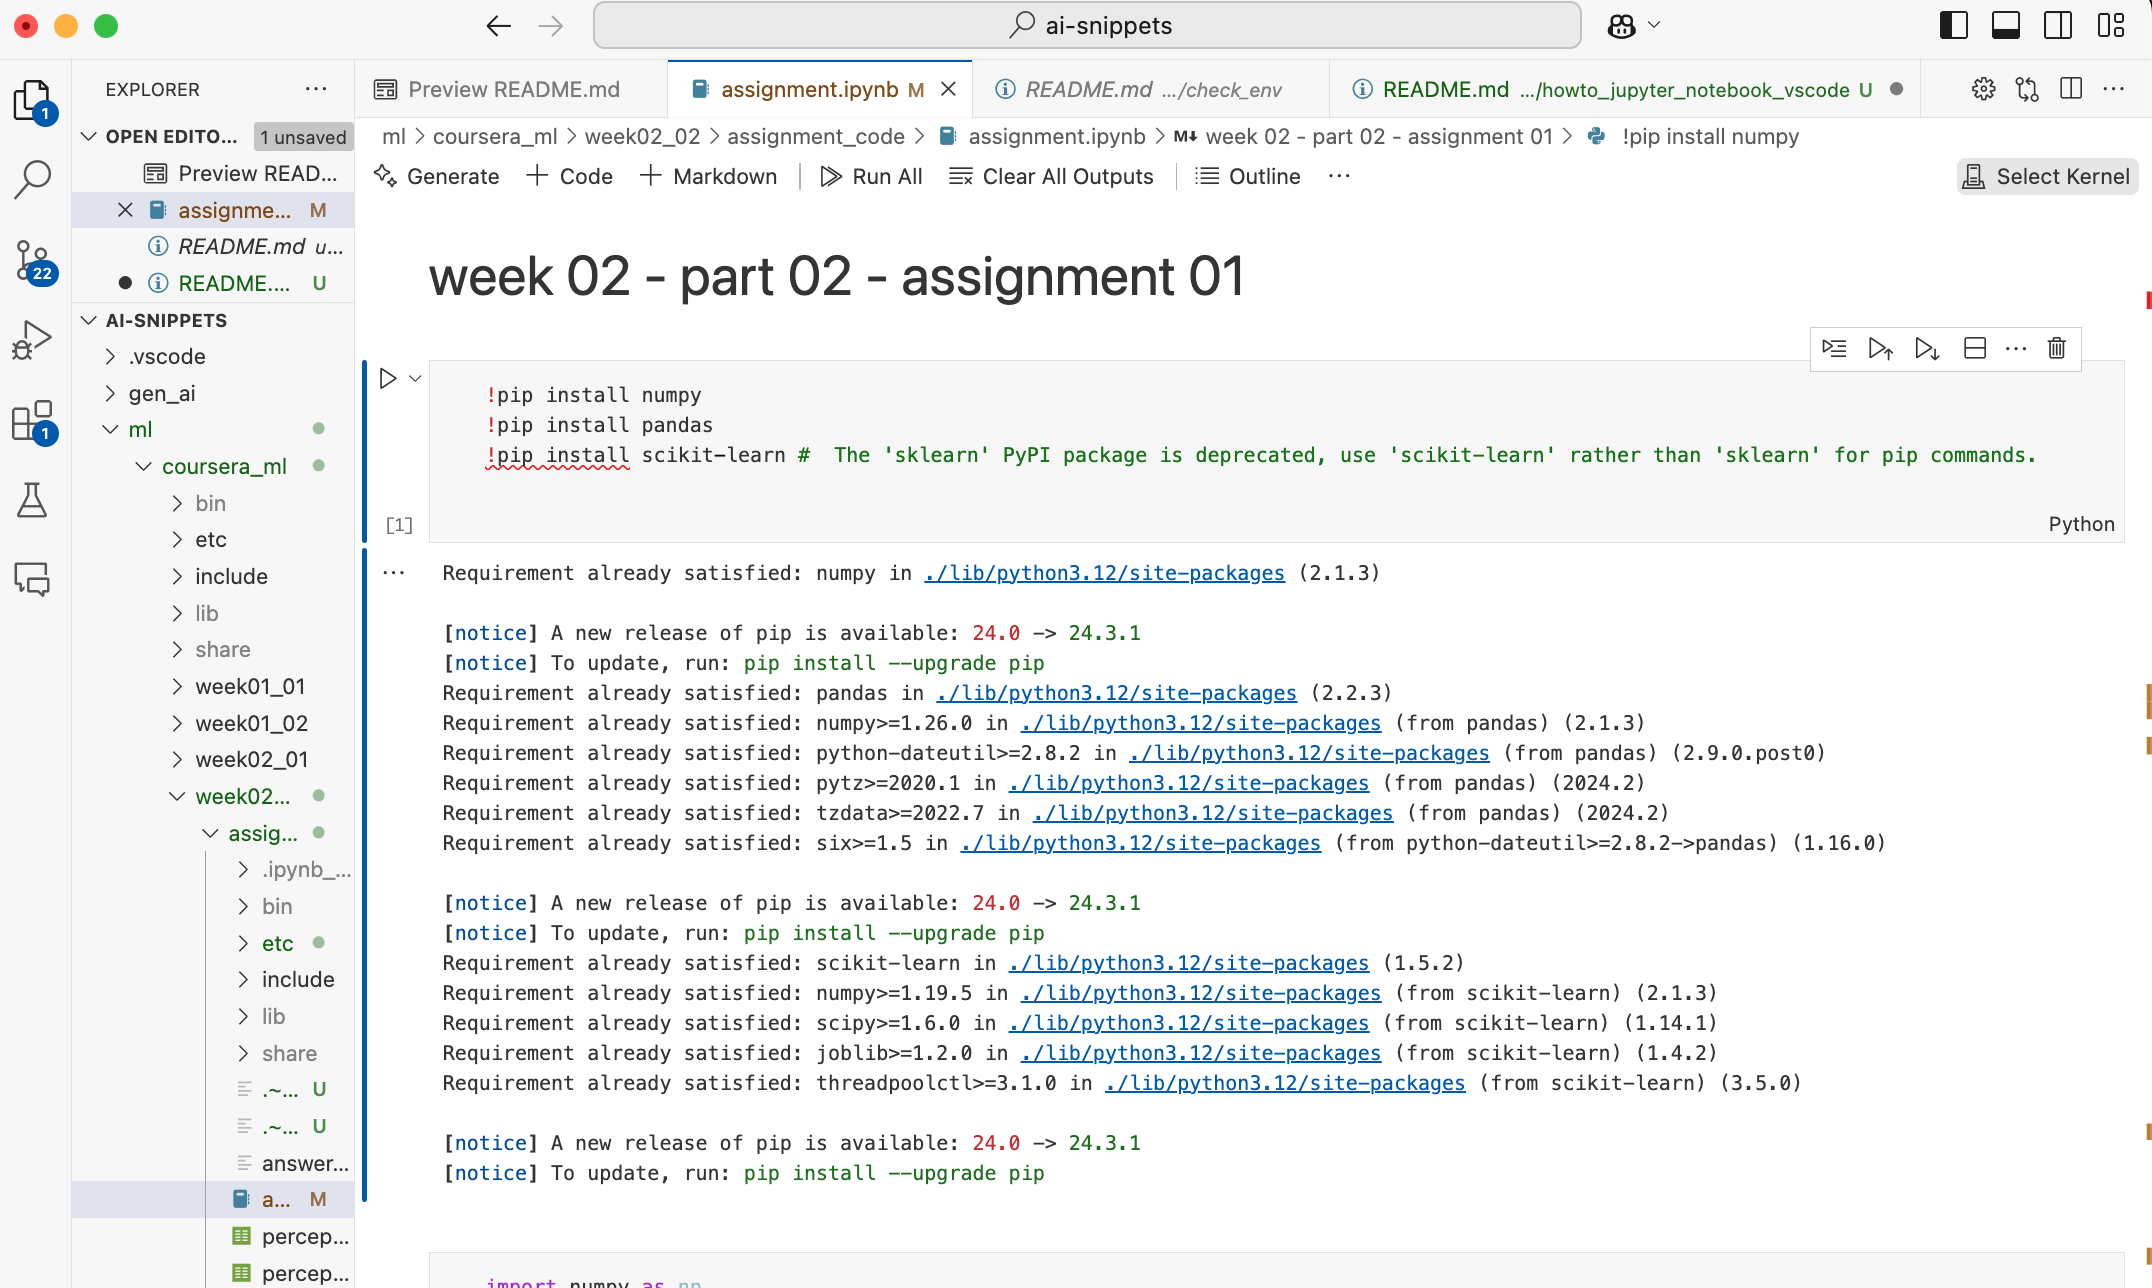 ai-snippets
1
22
1
EXPLORER
OPEN EDITO... 1 unsaved
Preview READ...
assignme... M
README.md u...
README.... U
AI-SNIPPETS
.vscode
gen_ai
ml
coursera_ml
bin
etc
include
lib
share
week01_01
week01_02
week02_01
week02...
assig...
.ipynb_...
bin
etc
include
lib
share
.~... U
.~... U
answer...
a... M
percep...
percep...
Preview README.md
assignment.ipynb M
README.md .../check_env
README.md .../howto_jupyter_notebook_vscode U
ml > coursera_ml > week02_02 > assignment_code > assignment.ipynb > M↓ week 02 - part 02 - assignment 01 > !pip install numpy
Generate + Code + Markdown Run All Clear All Outputs Outline ... Select Kernel
week 02 - part 02 - assignment 01
!pip install numpy
!pip install pandas
!pip install scikit-learn #  The 'sklearn' PyPI package is deprecated, use 'scikit-learn' rather than 'sklearn' for pip commands.
[1] Python
Requirement already satisfied: numpy in ./lib/python3.12/site-packages (2.1.3)
[notice] A new release of pip is available: 24.0 -> 24.3.1
[notice] To update, run: pip install --upgrade pip
Requirement already satisfied: pandas in ./lib/python3.12/site-packages (2.2.3)
Requirement already satisfied: numpy>=1.26.0 in ./lib/python3.12/site-packages (from pandas) (2.1.3)
Requirement already satisfied: python-dateutil>=2.8.2 in ./lib/python3.12/site-packages (from pandas) (2.9.0.post0)
Requirement already satisfied: pytz>=2020.1 in ./lib/python3.12/site-packages (from pandas) (2024.2)
Requirement already satisfied: tzdata>=2022.7 in ./lib/python3.12/site-packages (from pandas) (2024.2)
Requirement already satisfied: six>=1.5 in ./lib/python3.12/site-packages (from python-dateutil>=2.8.2->pandas) (1.16.0)
[notice] A new release of pip is available: 24.0 -> 24.3.1
[notice] To update, run: pip install --upgrade pip
Requirement already satisfied: scikit-learn in ./lib/python3.12/site-packages (1.5.2)
Requirement already satisfied: numpy>=1.19.5 in ./lib/python3.12/site-packages (from scikit-learn) (2.1.3)
Requirement already satisfied: scipy>=1.6.0 in ./lib/python3.12/site-packages (from scikit-learn) (1.14.1)
Requirement already satisfied: joblib>=1.2.0 in ./lib/python3.12/site-packages (from scikit-learn) (1.4.2)
Requirement already satisfied: threadpoolctl>=3.1.0 in ./lib/python3.12/site-packages (from scikit-learn) (3.5.0)
[notice] A new release of pip is available: 24.0 -> 24.3.1
[notice] To update, run: pip install --upgrade pip
import numpy as np